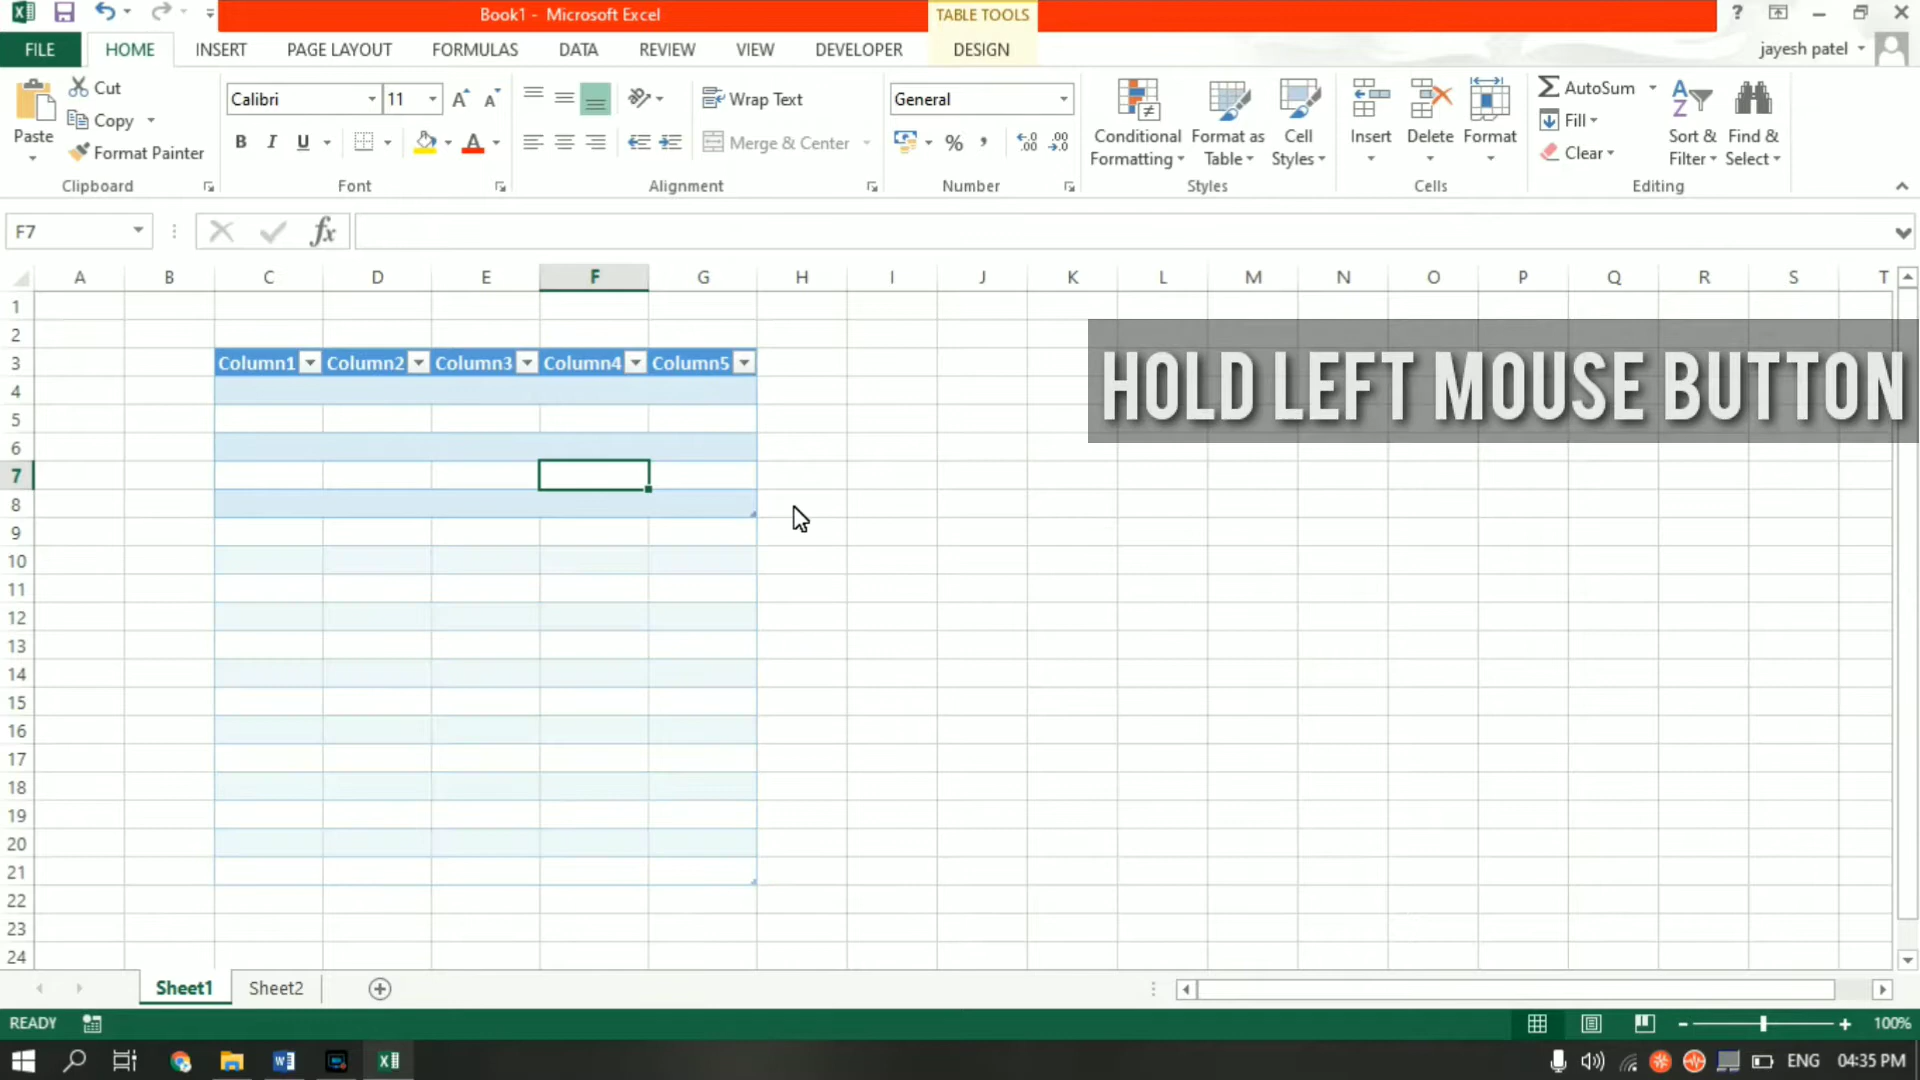 Book1 - Microsoft Excel
TABLE TOOLS
?
FILE
HOME
INSERT
PAGE LAYOUT
FORMULAS
DATA
REVIEW
VIEW
DEVELOPER
DESIGN
jayesh patel
Paste
Cut
Copy
Format Painter
Clipboard
Calibri
11
B I U
Font
Wrap Text
Merge & Center
Alignment
General
%
Number
Conditional Formatting
Format as Table
Cell Styles
Styles
Insert
Delete
Format
Cells
AutoSum
Fill
Clear
Sort & Filter
Find & Select
Editing
F7
fx
A B C D E F G H I J K L M N O P Q R S T
1
2
3 Column1 Column2 Column3 Column4 Column5
HOLD LEFT MOUSE BUTTON
4
5
6
7
8
9
10
11
12
13
14
15
16
17
18
19
20
21
22
23
24
Sheet1 Sheet2
READY
100%
ENG 04:35 PM